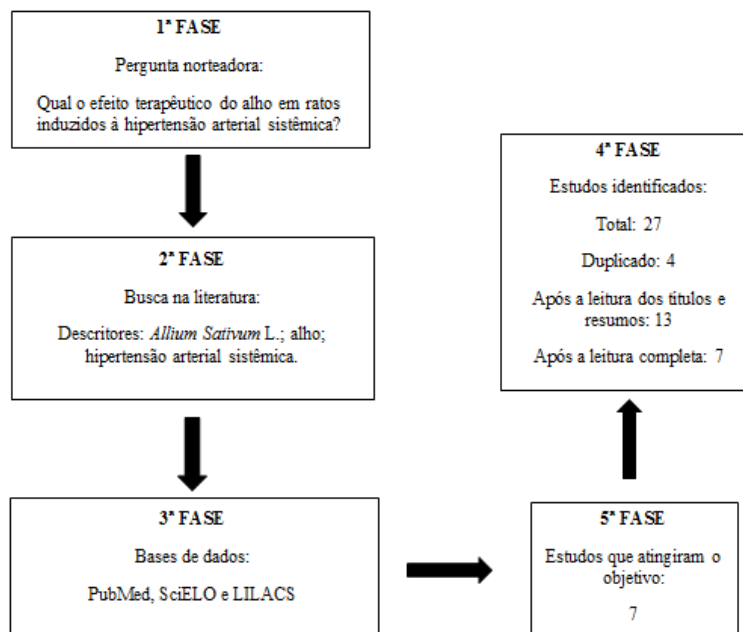 1ª FASE
Pergunta norteadora:
Qual o efeito terapêutico do alho em ratos
induzidos à hipertensão arterial sistêmica?
2ª FASE
Busca na literatura:
Descritores: Allium Sativum L.; alho;
hipertensão arterial sistêmica.
3ª FASE
Bases de dados:
PubMed, SciELO e LILACS
4ª FASE
Estudos identificados:
Total: 27
Duplicado: 4
Após a leitura dos títulos e
resumos: 13
Após a leitura completa: 7
5ª FASE
Estudos que atingiram o
objetivo:
7